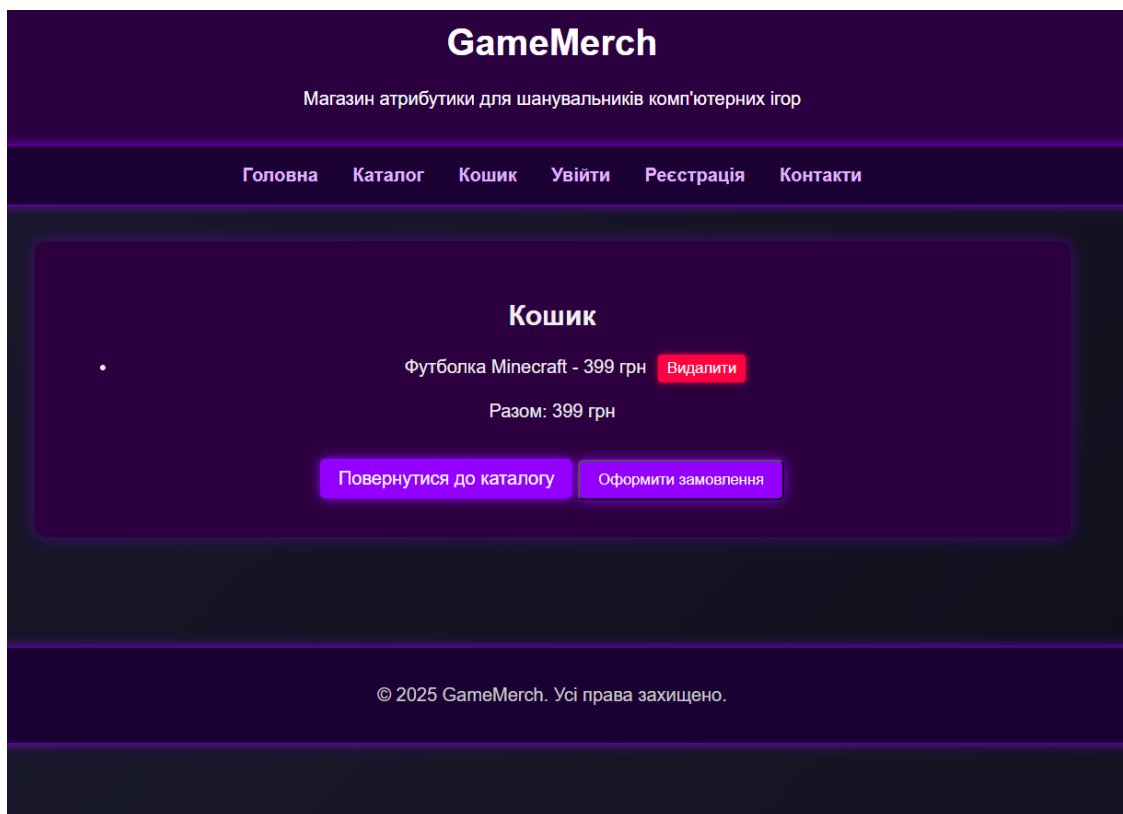 GameMerch
Магазин атрибутики для шанувальників комп'ютерних ігор
Головна Каталог Кошик Увійти Реєстрація Контакти
Кошик
• Футболка Minecraft - 399 грн Видалити
Разом: 399 грн
Повернутися до каталогу Оформити замовлення
© 2025 GameMerch. Усі права захищено.